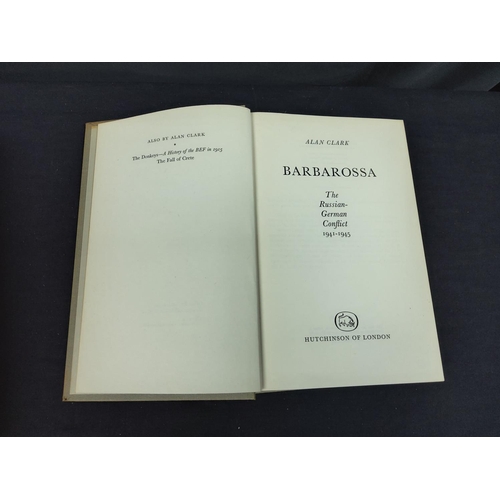 ALSO BY ALAN CLARK
The Donkeys—A History of the BEF in 1915
The Fall of Crete
ALAN CLARK
BARBAROSSA
The
Russian-
German
Conflict
1941-1945
HUTCHINSON OF LONDON